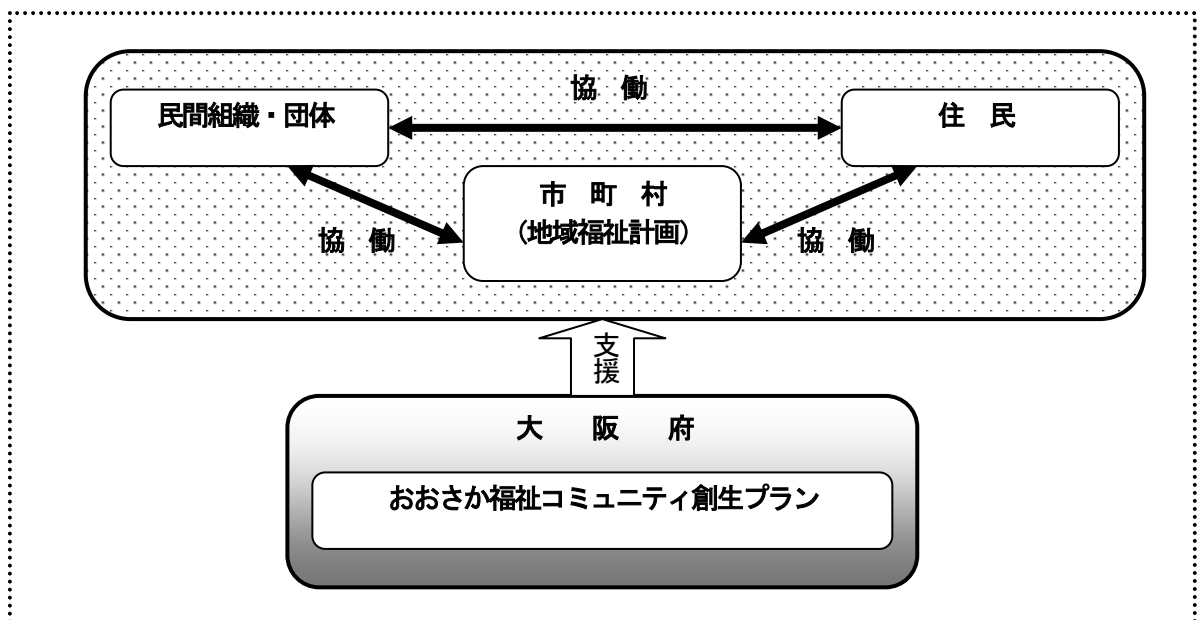 協　働
民間組織・団体
住　民
市　町　村
（地域福祉計画）
協　働
協　働
支援
大　阪　府
おおさか福祉コミュニティ創生プラン